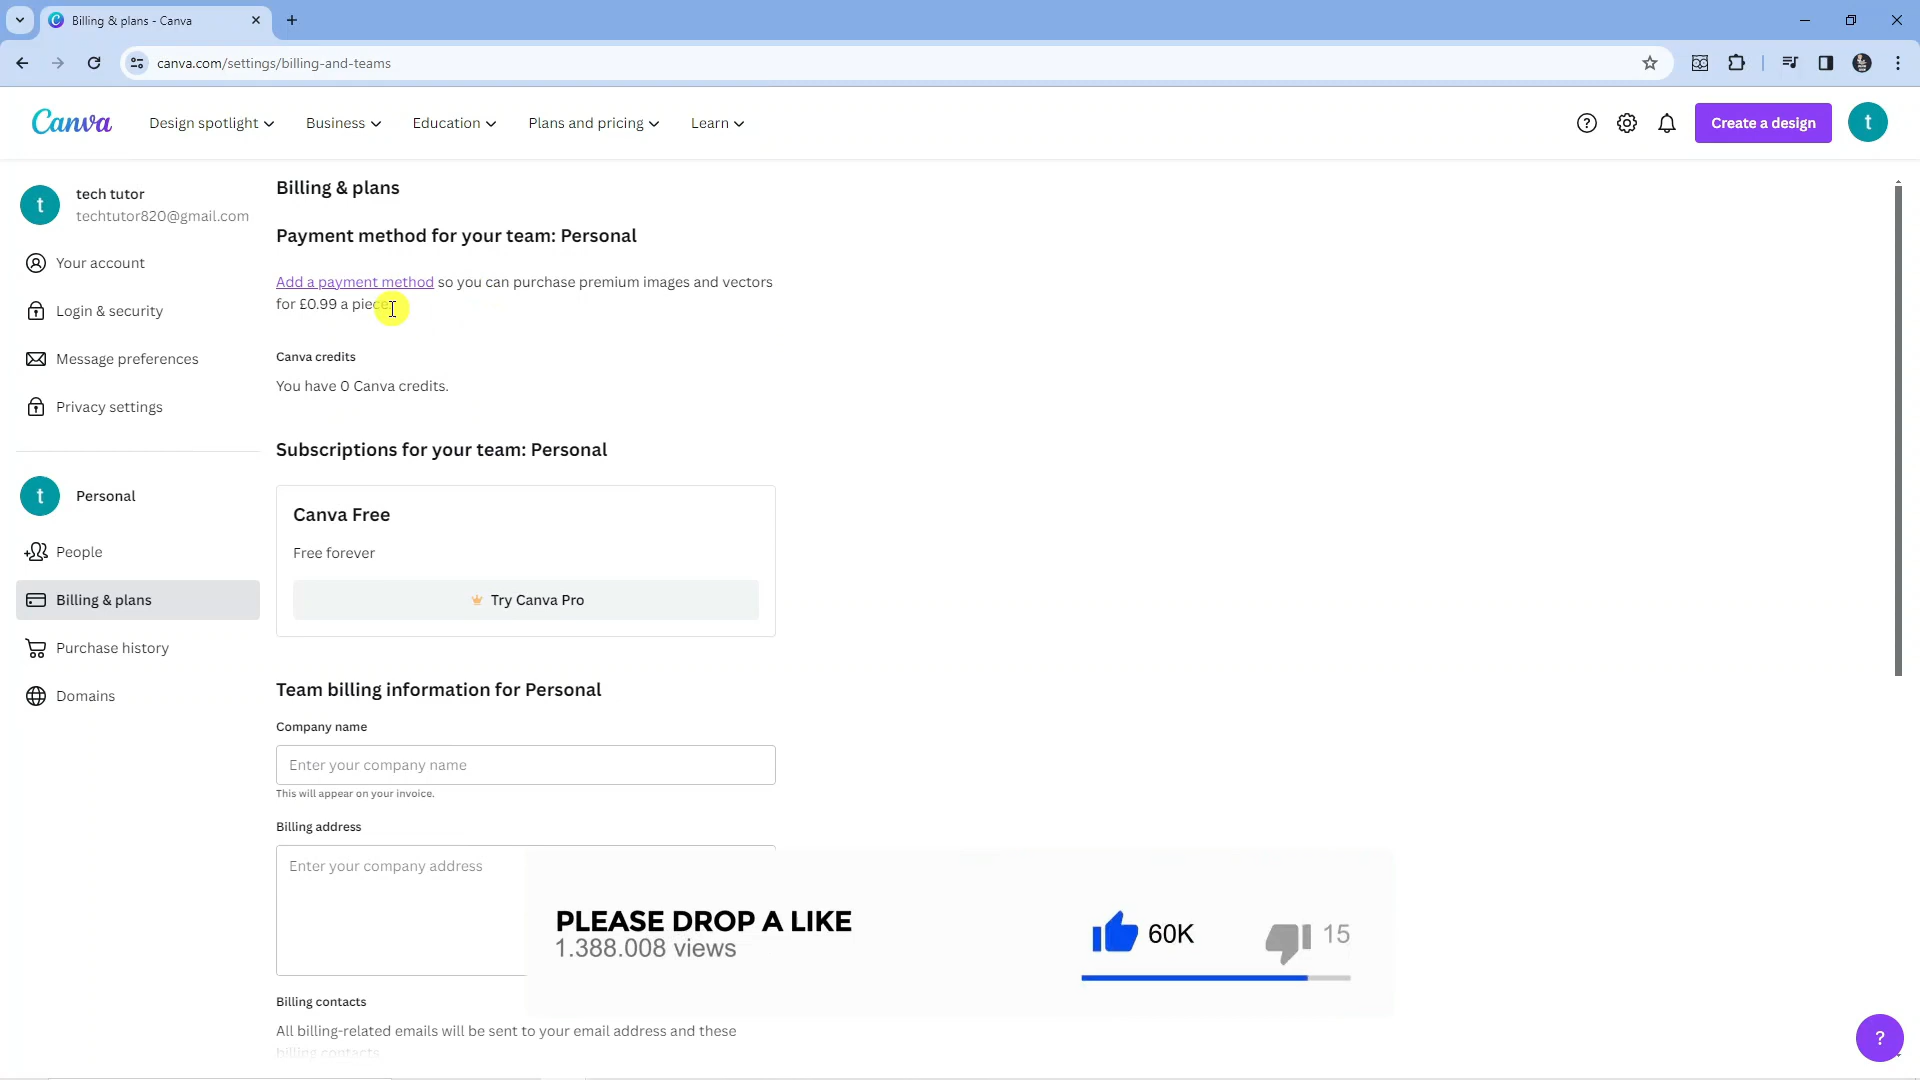 Billing & plans - Canva
canva.com/settings/billing-and-teams
Canva
Design spotlight
Business
Education
Plans and pricing
Learn
Create a design
t
t
tech tutor
techtutor820@gmail.com
Your account
Login & security
Message preferences
Privacy settings
t
Personal
People
Billing & plans
Purchase history
Domains
Billing & plans
Payment method for your team: Personal
Add a payment method so you can purchase premium images and vectors
for £0.99 a piece.
Canva credits
You have 0 Canva credits.
Subscriptions for your team: Personal
Canva Free
Free forever
Try Canva Pro
Team billing information for Personal
Company name
Enter your company name
This will appear on your invoice.
Billing address
Enter your company address
PLEASE DROP A LIKE
1.388.008 views
60K
15
Billing contacts
All billing-related emails will be sent to your email address and these
billing contacts
?